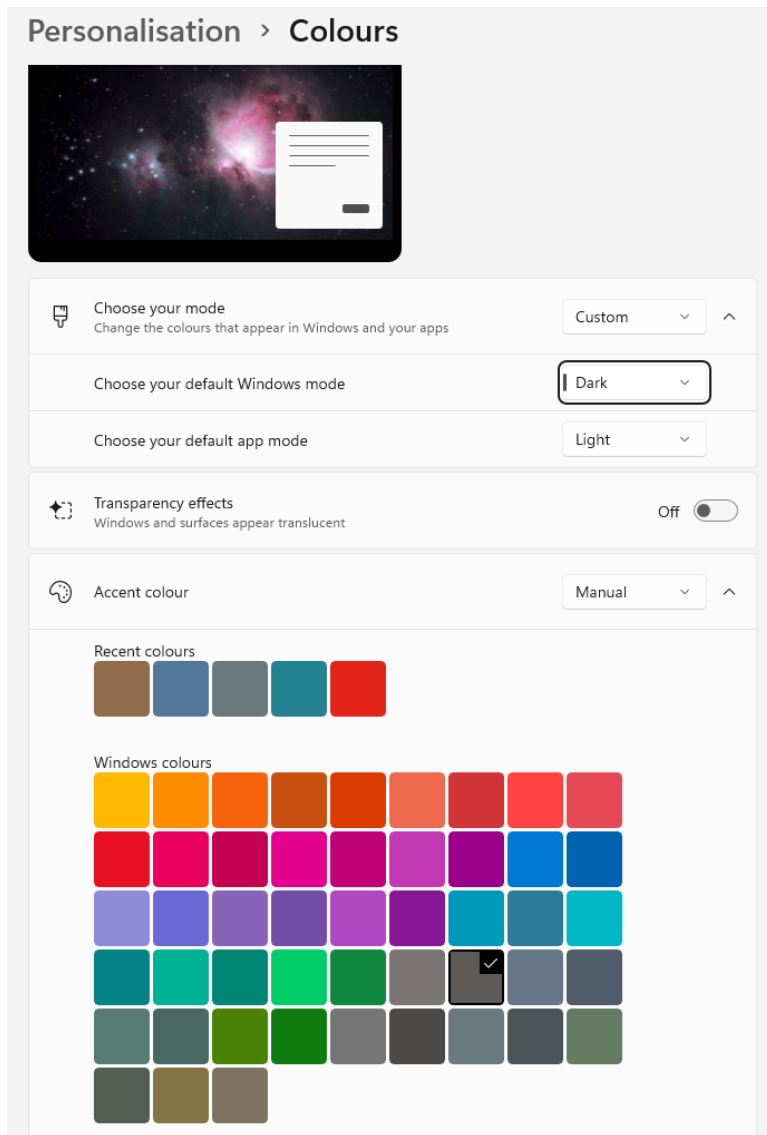 Personalisation > Colours
Choose your mode
Change the colours that appear in Windows and your apps
Custom
Choose your default Windows mode
Dark
Choose your default app mode
Light
Transparency effects
Windows and surfaces appear translucent
Off
Accent colour
Manual
Recent colours
Windows colours